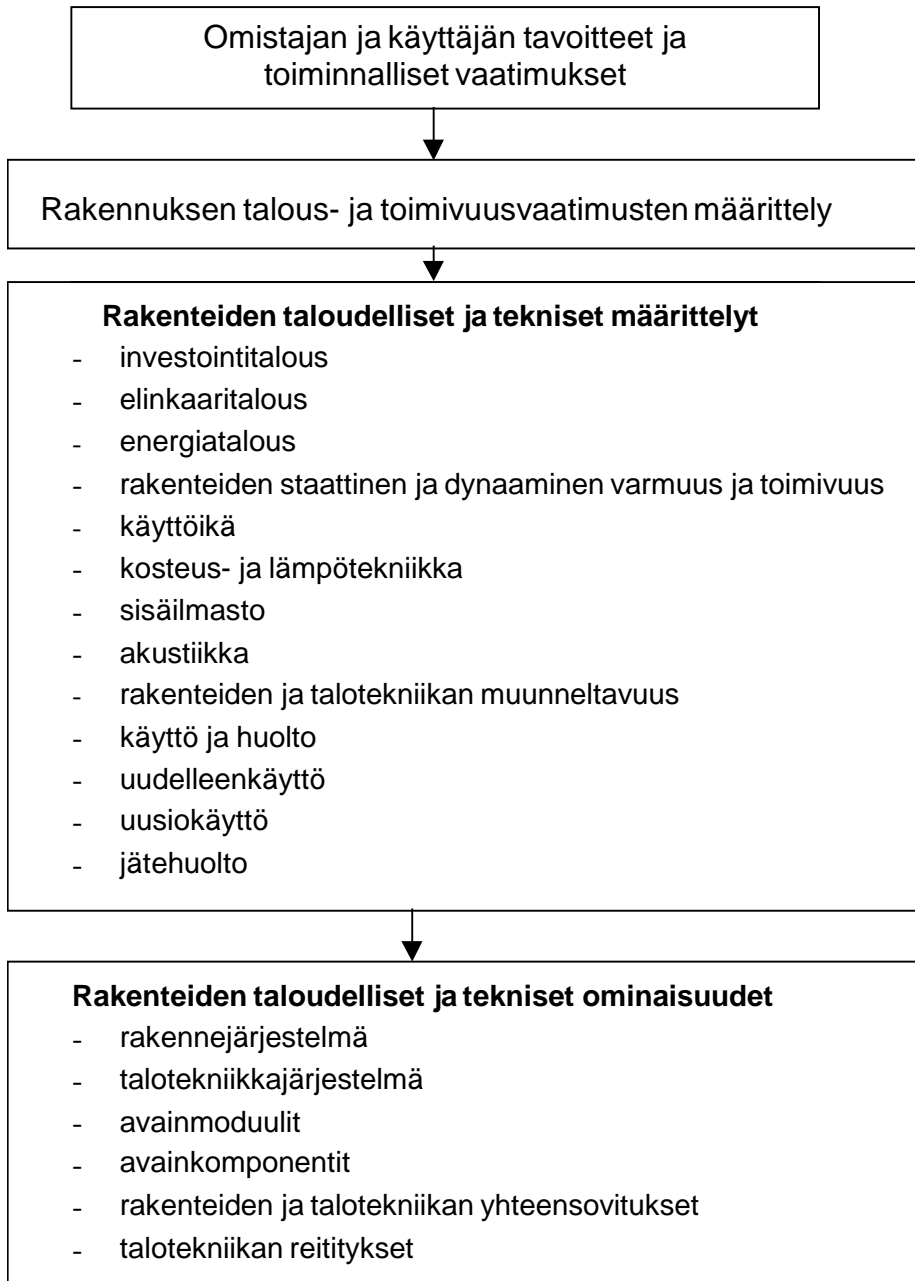 Omistajan ja käyttäjän tavoitteet ja
toiminnalliset vaatimukset
Rakennuksen talous- ja toimivuusvaatimusten määrittely
Rakenteiden taloudelliset ja tekniset määrittelyt
- investointitalous
- elinkaaritalous
- energiatalous
- rakenteiden staattinen ja dynaaminen varmuus ja toimivuus
- käyttöikä
- kosteus- ja lämpötekniikka
- sisäilmasto
- akustiikka
- rakenteiden ja talotekniikan muunneltavuus
- käyttö ja huolto
- uudelleenkäyttö
- uusiokäyttö
- jätehuolto
Rakenteiden taloudelliset ja tekniset ominaisuudet
- rakennejärjestelmä
- talotekniikkajärjestelmä
- avainmoduulit
- avainkomponentit
- rakenteiden ja talotekniikan yhteensovitukset
- talotekniikan reititykset